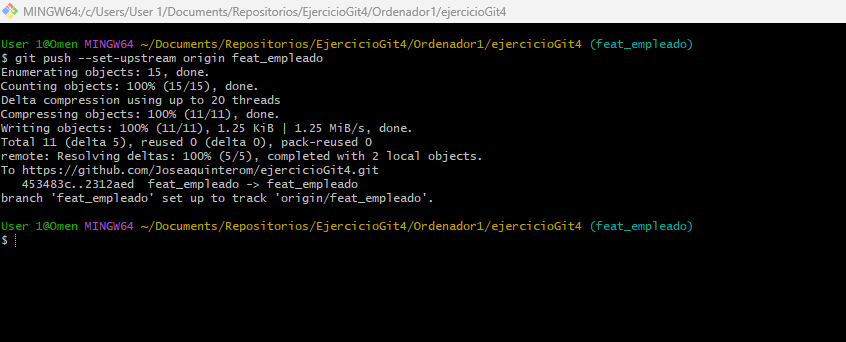 MINGW64:/c/Users/User 1/Documents/Repositorios/EjercicioGit4/Ordenador1/ejercicioGit4
User 1@Omen MINGW64 ~/Documents/Repositorios/EjercicioGit4/Ordenador1/ejercicioGit4 (feat_empleado)
$ git push --set-upstream origin feat_empleado
Enumerating objects: 15, done.
Counting objects: 100% (15/15), done.
Delta compression using up to 20 threads
Compressing objects: 100% (11/11), done.
Writing objects: 100% (11/11), 1.25 KiB | 1.25 MiB/s, done.
Total 11 (delta 5), reused 0 (delta 0), pack-reused 0
remote: Resolving deltas: 100% (5/5), completed with 2 local objects.
To https://github.com/Joseaquinterom/ejercicioGit4.git
   453483c..2312aed  feat_empleado -> feat_empleado
branch 'feat_empleado' set up to track 'origin/feat_empleado'.
User 1@Omen MINGW64 ~/Documents/Repositorios/EjercicioGit4/Ordenador1/ejercicioGit4 (feat_empleado)
$